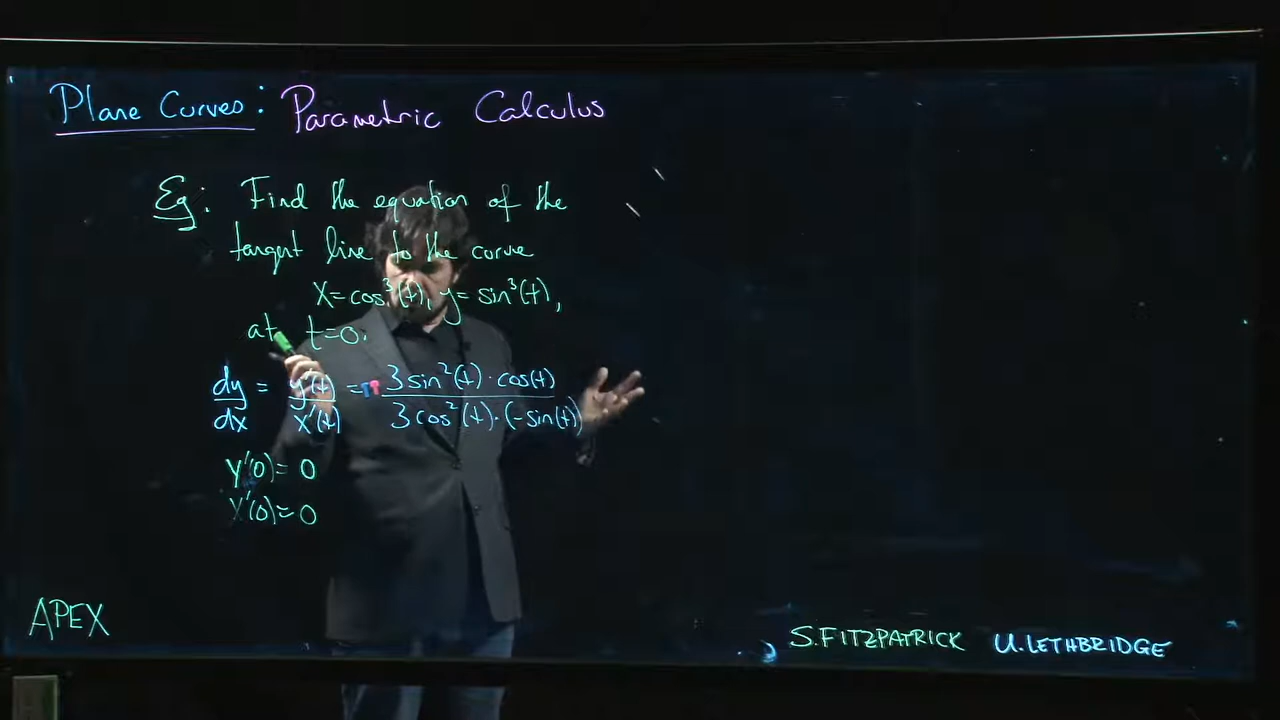 Plane Curves: Parametric Calculus
Eg: Find the equation of the
tangent line to the curve
x=cos³(t), y=sin³(t),
at t=0.
dy/dx = y'(t)/x'(t) = 3sin²(t)·cos(t)/3cos²(t)·(-sin(t))
y'(0)=0
x'(0)=0
APEX
S.FITZPATRICK U.LETHBRIDGE